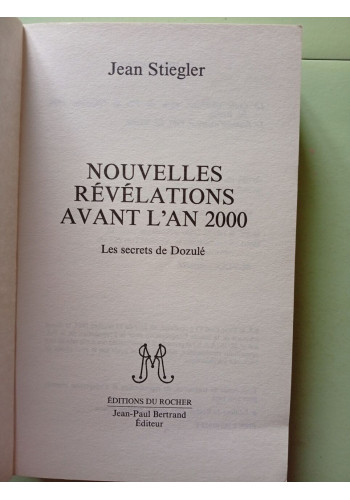 Jean Stiegler
NOUVELLES
RÉVÉLATIONS
AVANT L'AN 2000
Les secrets de Dozulé
ÉDITIONS DU ROCHER
Jean-Paul Bertrand
Éditeur